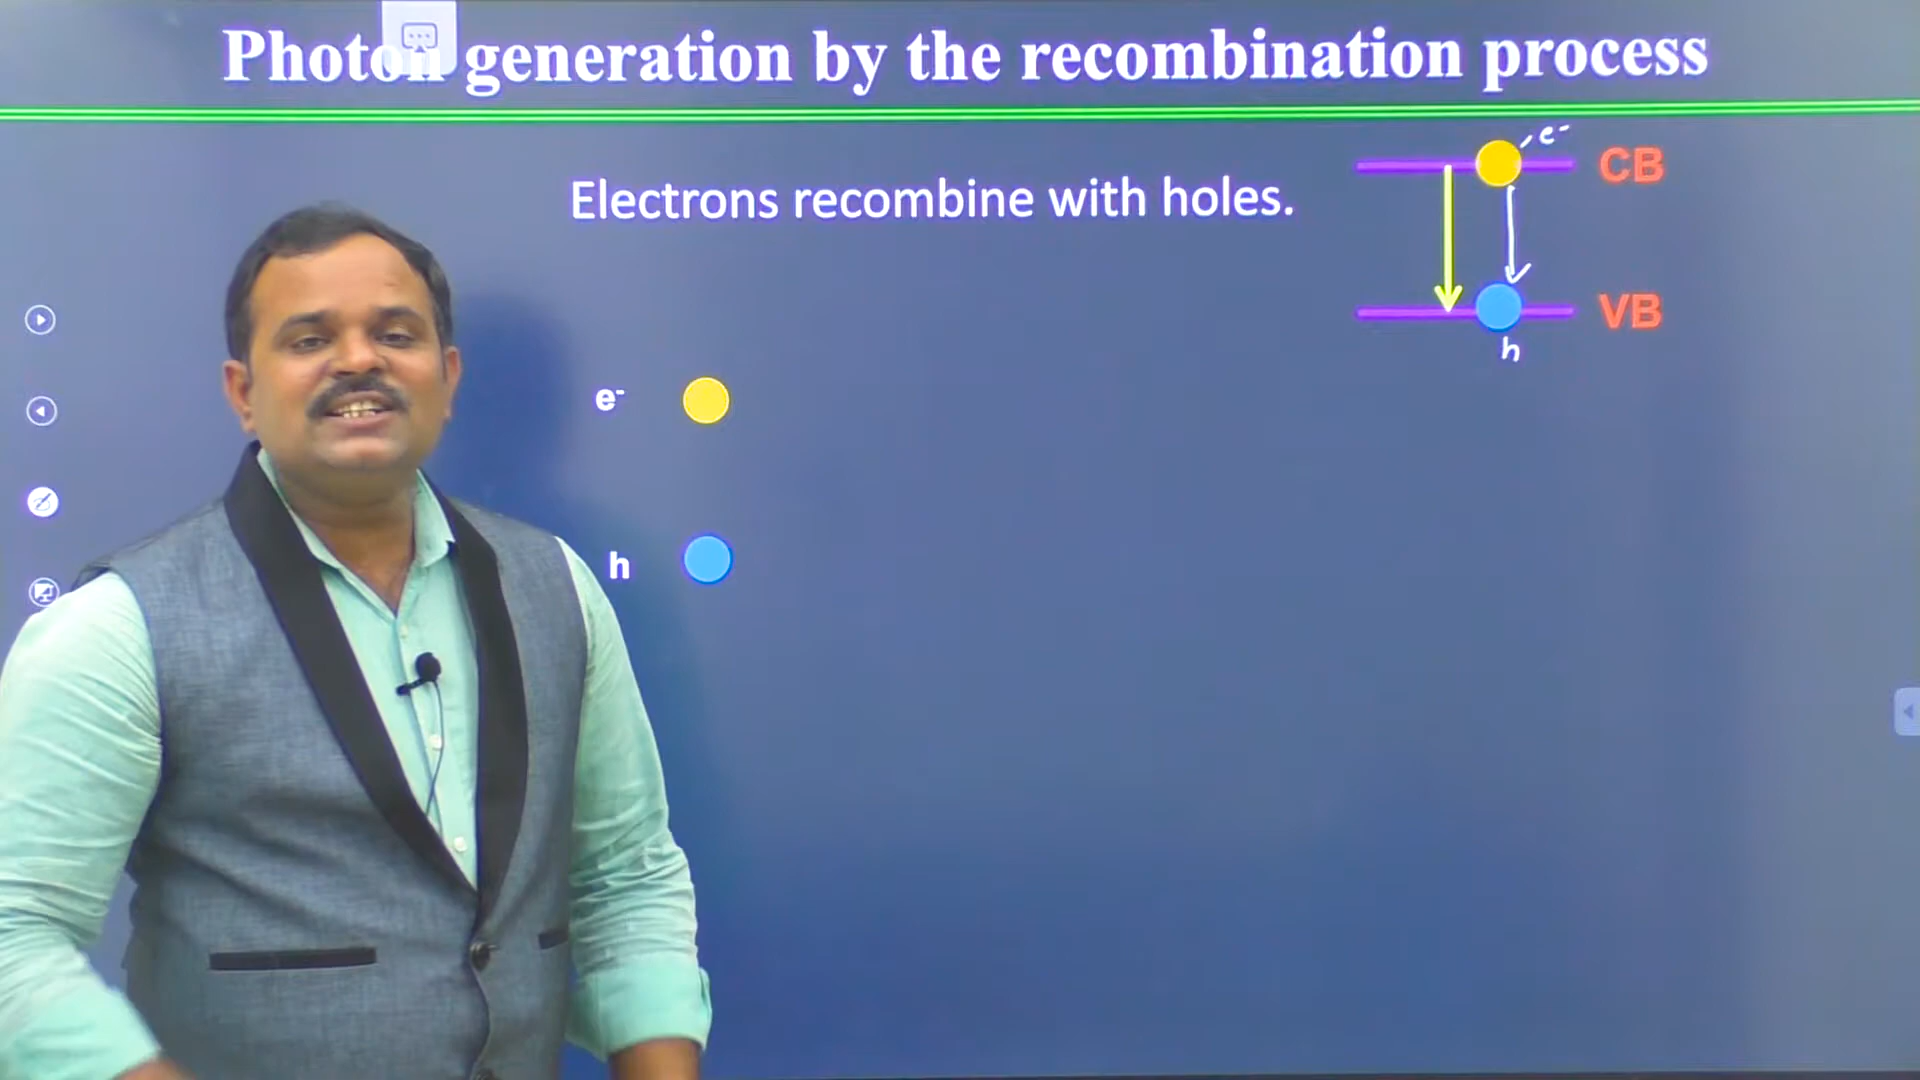 Photon generation by the recombination process
e-
CB
Electrons recombine with holes.
VB
h
e-
h